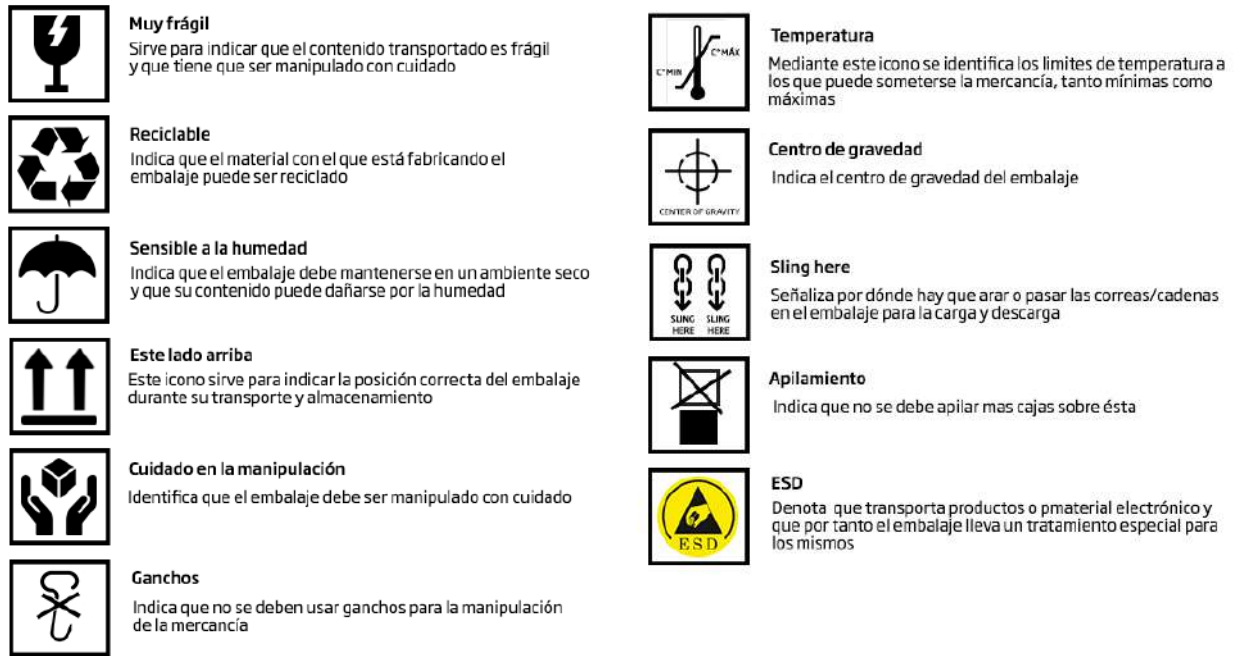 Muy frágil
Sirve para indicar que el contenido transportado es frágil
y que tiene que ser manipulado con cuidado
Reciclable
Indica que el material con el que está fabricando el
embalaje puede ser reciclado
Sensible a la humedad
Indica que el embalaje debe mantenerse en un ambiente seco
y que su contenido puede dañarse por la humedad
Este lado arriba
Este icono sirve para indicar la posición correcta del embalaje
durante su transporte y almacenamiento
Cuidado en la manipulación
Identifica que el embalaje debe ser manipulado con cuidado
Ganchos
Indica que no se deben usar ganchos para la manipulación
de la mercancía
C°MÁX
C°MIN
Temperatura
Mediante este icono se identifica los limites de temperatura a
los que puede someterse la mercancía, tanto mínimas como
máximas
CENTER OF GRAVITY
Centro de gravedad
Indica el centro de gravedad del embalaje
SLING SLING
HERE HERE
Sling here
Señaliza por dónde hay que arar o pasar las correas/cadenas
en el embalaje para la carga y descarga
Apilamiento
Indica que no se debe apilar mas cajas sobre ésta
ESD
ESD
Denota que transporta productos o pmaterial electrónico y
que por tanto el embalaje lleva un tratamiento especial para
los mismos